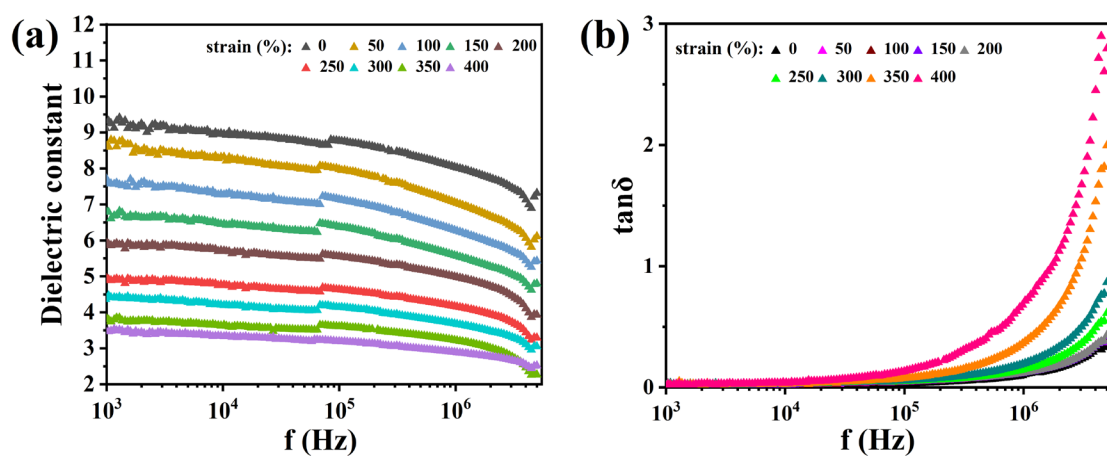 (a)
Dielectric constant
12
11
10
9
8
7
6
5
4
3
2
strain (%): 0 50 100 150 200
250 300 350 400
10³ 10⁴ 10⁵ 10⁶
f (Hz)
(b)
tanδ
3
2
1
0
strain (%): 0 50 100 150 200
250 300 350 400
10³ 10⁴ 10⁵ 10⁶
f (Hz)